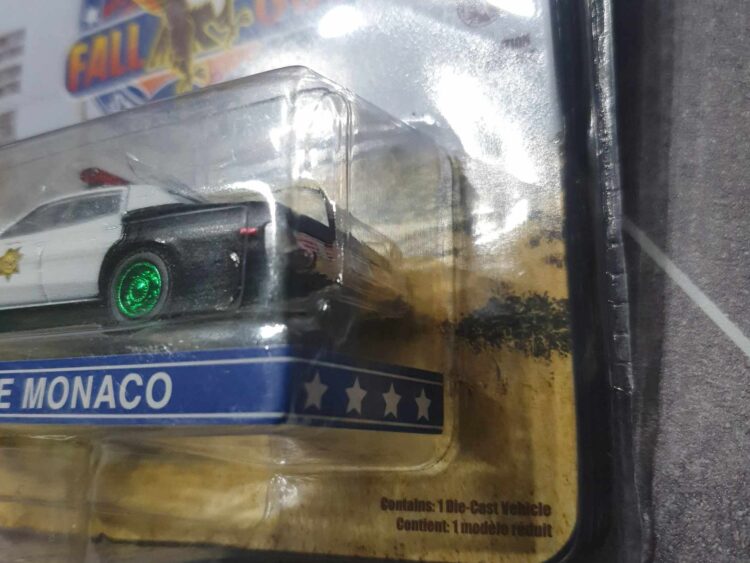 FALL
E MONACO
Contains: 1 Die-Cast Vehicle
Contient: 1 modèle réduit